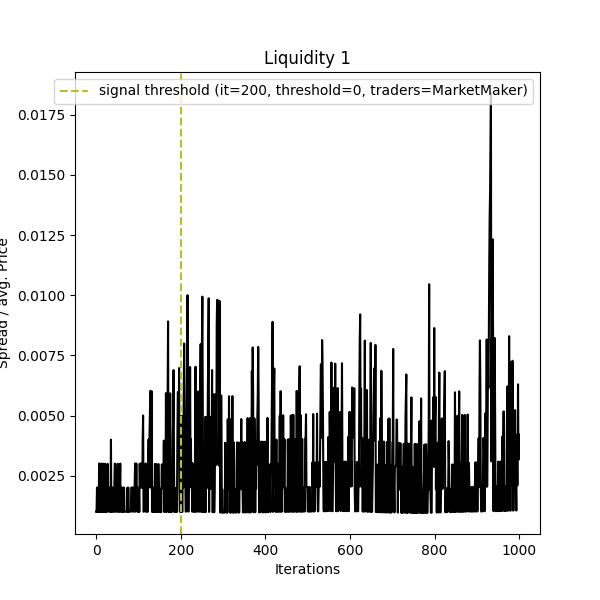 Liquidity 1
signal threshold (it=200, threshold=0, traders=MarketMaker)
Spread / avg. Price
0.0175
0.0150
0.0125
0.0100
0.0075
0.0050
0.0025
0 200 400 600 800 1000
Iterations